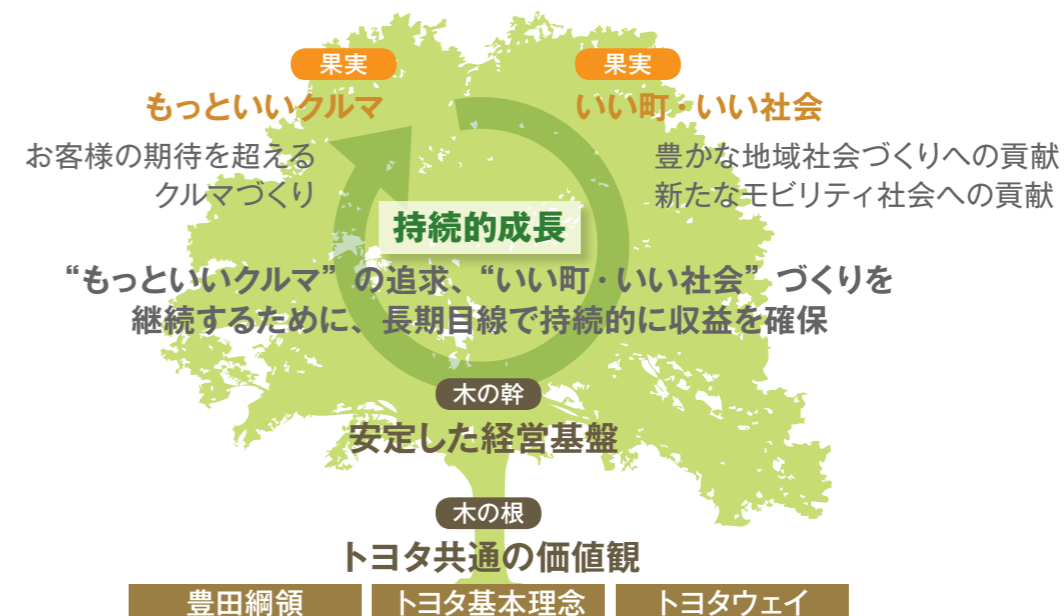 果実
もっといいクルマ
お客様の期待を超える
クルマづくり
果実
いい町・いい社会
豊かな地域社会づくりへの貢献
新たなモビリティ社会への貢献
持続的成長
“もっといいクルマ”の追求、“いい町・いい社会”づくりを
継続するために、長期目線で持続的に収益を確保
木の幹
安定した経営基盤
木の根
トヨタ共通の価値観
豊田綱領
トヨタ基本理念
トヨタウェイ